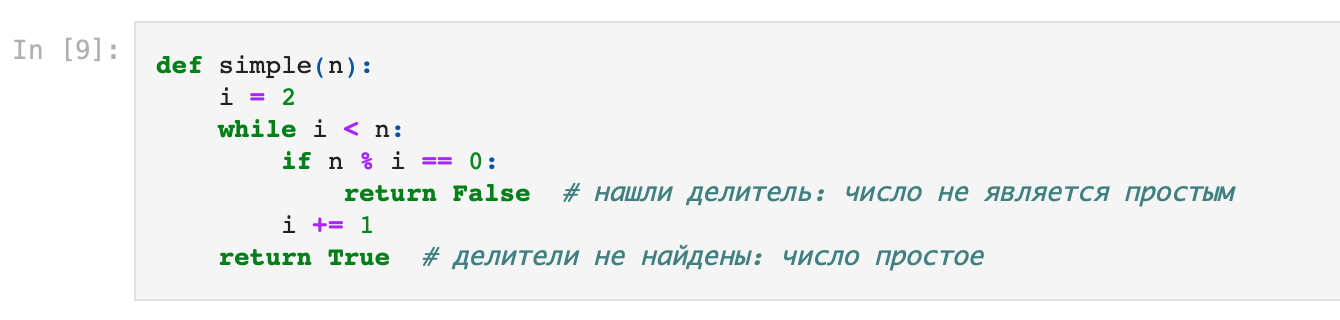 In [9]:
def simple(n):
    i = 2
    while i < n:
        if n % i == 0:
            return False  # нашли делитель: число не является простым
        i += 1
    return True  # делители не найдены: число простое